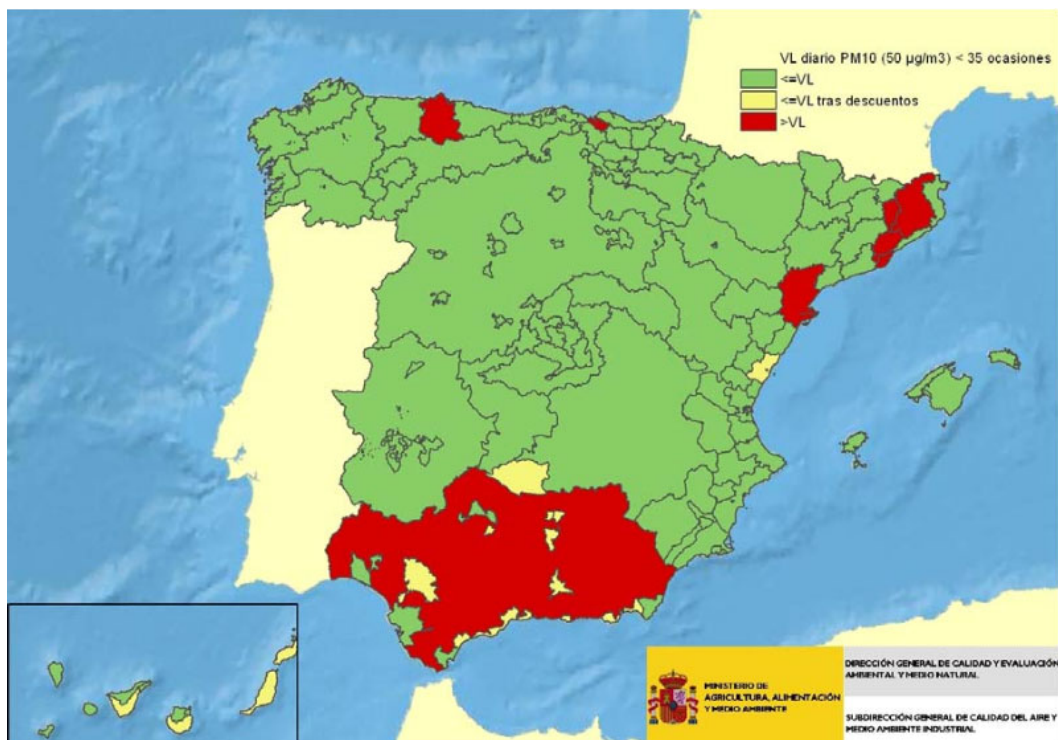 VL diario PM10 (50 µg/m3) < 35 ocasiones
<=VL
<=VL tras descuentos
>VL
MINISTERIO DE
AGRICULTURA, ALIMENTACIÓN
Y MEDIO AMBIENTE
DIRECCIÓN GENERAL DE CALIDAD Y EVALUACIÓN
AMBIENTAL Y MEDIO NATURAL
SUBDIRECCIÓN GENERAL DE CALIDAD DEL AIRE Y
MEDIO AMBIENTE INDUSTRIAL